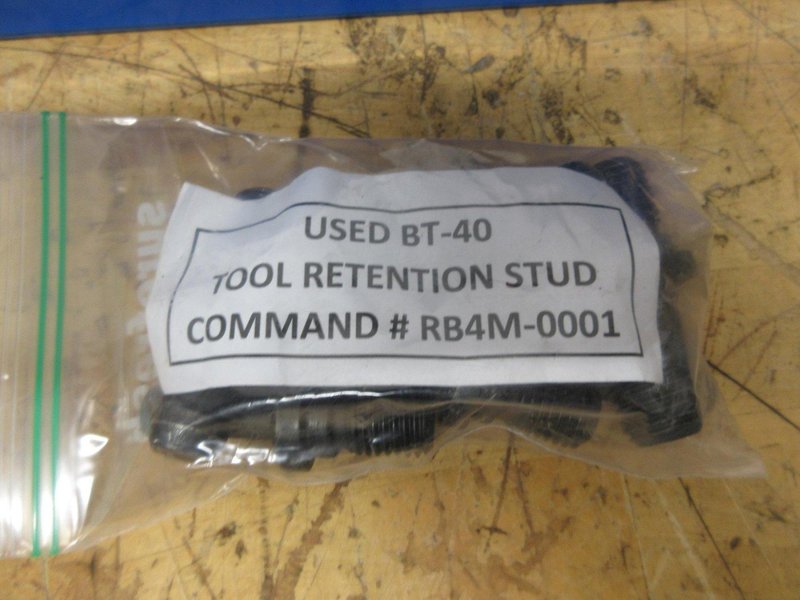 USED BT-40
TOOL RETENTION STUD
COMMAND # RB4M-0001